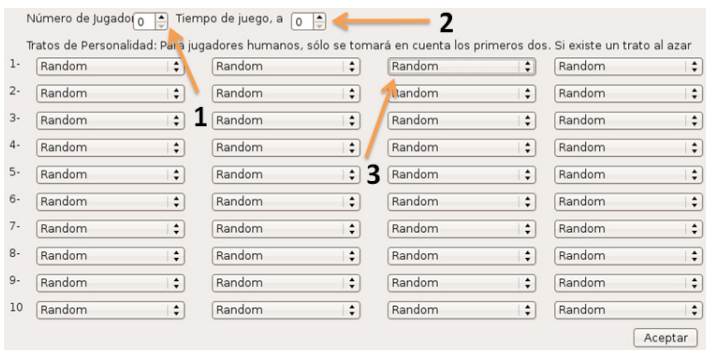 Número de Jugador 0 Tiempo de juego, a 0 2
Tratos de Personalidad: Para jugadores humanos, sólo se tomará en cuenta los primeros dos. Si existe un trato al azar
1- Random Random Random Random
2- Random Random Random Random
1
3- Random Random Random Random
4- Random Random Random Random
3
5- Random Random Random Random
6- Random Random Random Random
7- Random Random Random Random
8- Random Random Random Random
9- Random Random Random Random
10 Random Random Random Random
Aceptar